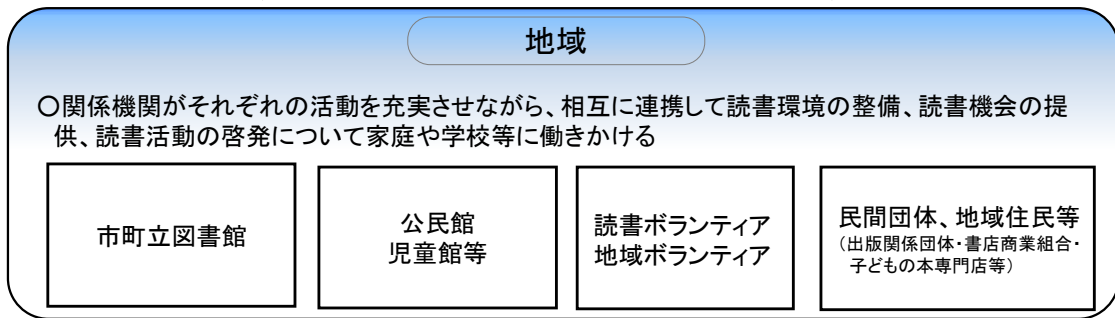 地域
○関係機関がそれぞれの活動を充実させながら、相互に連携して読書環境の整備、読書機会の提
供、読書活動の啓発について家庭や学校等に働きかける
市町立図書館
公民館
児童館等
読書ボランティア
地域ボランティア
民間団体、地域住民等
（出版関係団体・書店商業組合・
子どもの本専門店等）